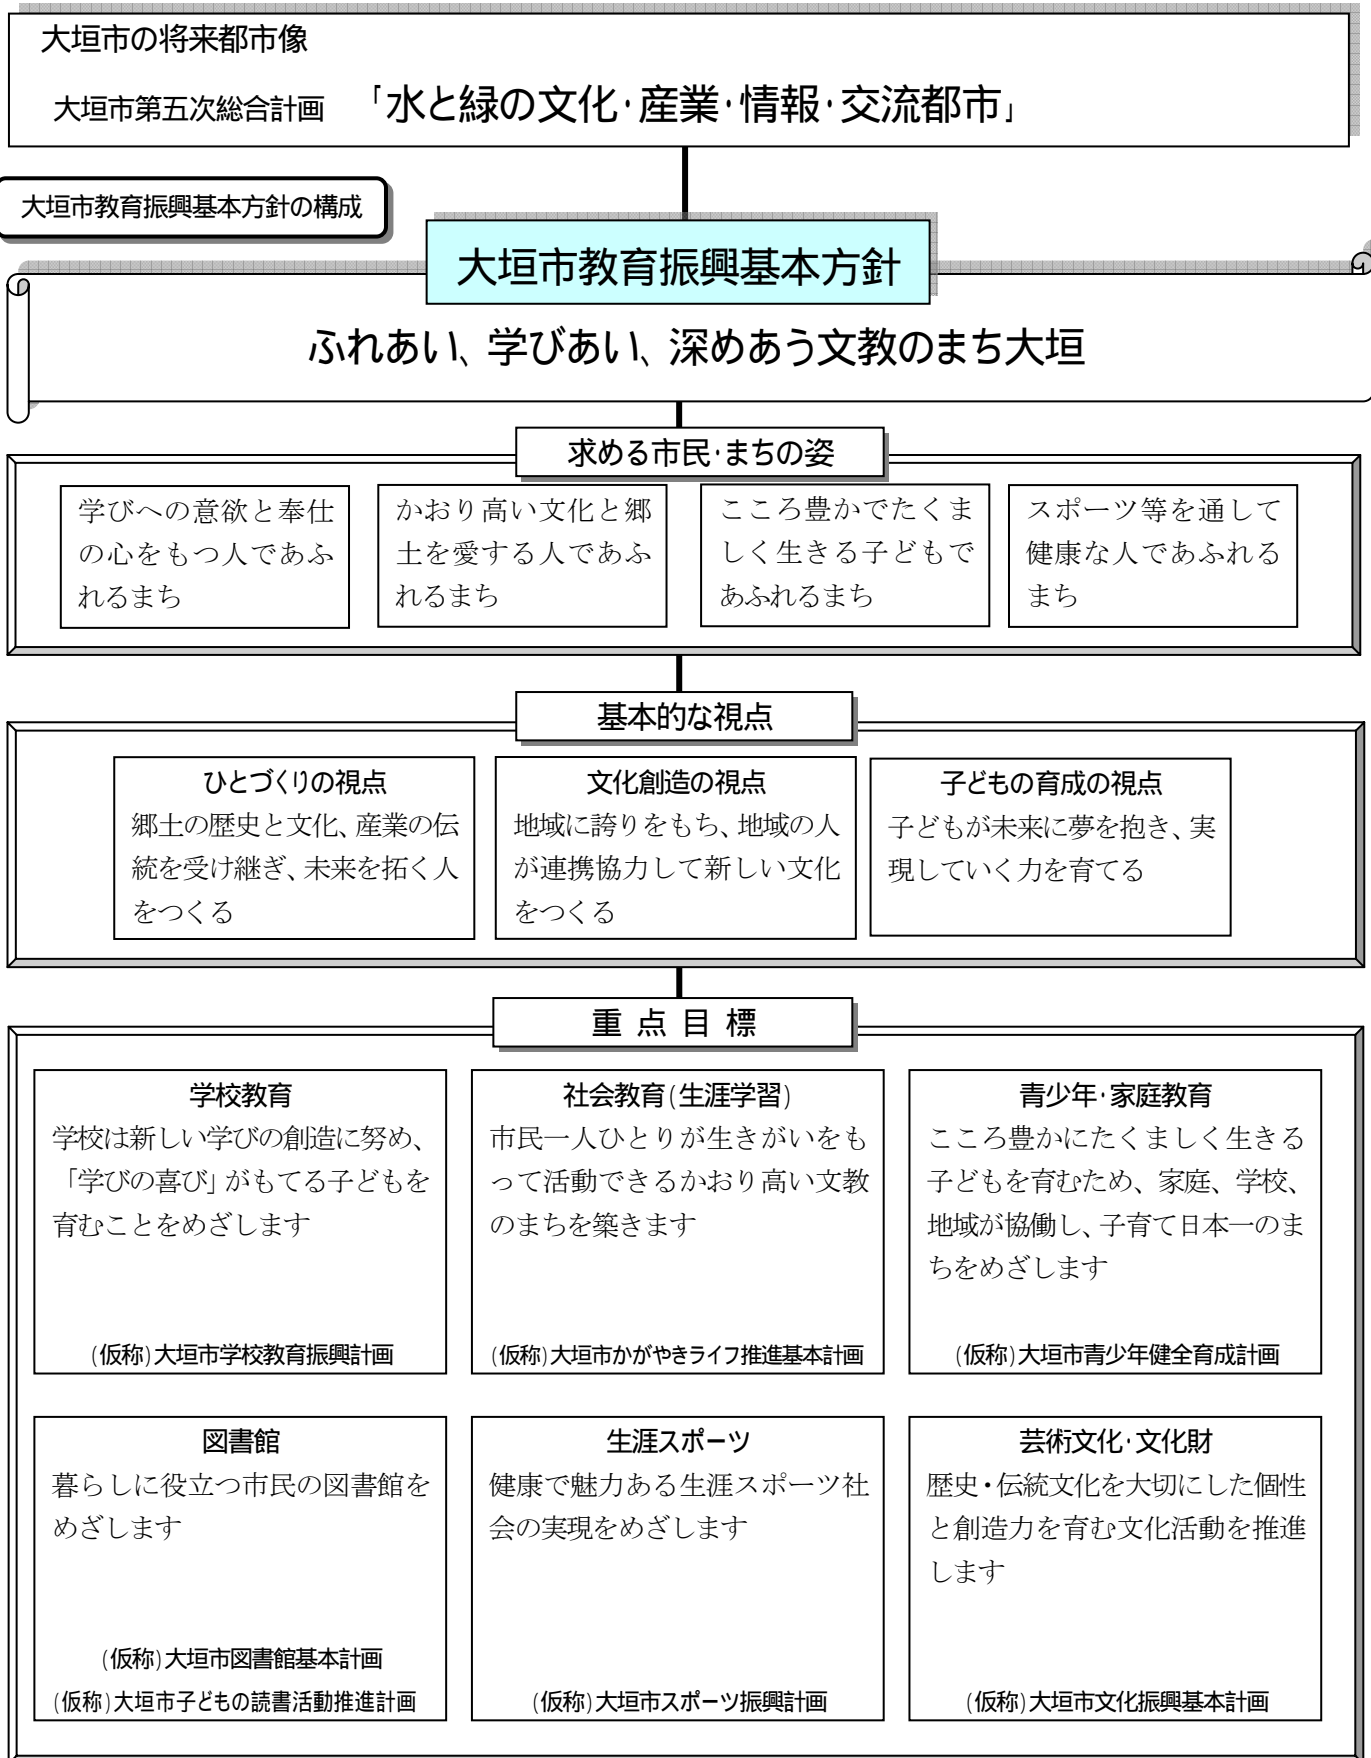 大垣市の将来都市像
大垣市第五次総合計画 「水と緑の文化・産業・情報・交流都市」
大垣市教育振興基本方針の構成
大垣市教育振興基本方針
ふれあい、学びあい、深めあう文教のまち大垣
求める市民・まちの姿
学びへの意欲と奉仕
の心をもつ人であふ
れるまち
かおり高い文化と郷
土を愛する人であふ
れるまち
こころ豊かでたくま
しく生きる子どもで
あふれるまち
スポーツ等を通して
健康な人であふれる
まち
基本的な視点
ひとづくりの視点
郷土の歴史と文化、産業の伝
統を受け継ぎ、未来を拓く人
をつくる
文化創造の視点
地域に誇りをもち、地域の人
が連携協力して新しい文化
をつくる
子どもの育成の視点
子どもが未来に夢を抱き、実
現していく力を育てる
重点目標
学校教育
学校は新しい学びの創造に努め、
「学びの喜び」がもてる子どもを
育むことをめざします
(仮称)大垣市学校教育振興計画
社会教育(生涯学習)
市民一人ひとりが生きがいをも
って活動できるかおり高い文教
のまちを築きます
(仮称)大垣市かがやきライフ推進基本計画
青少年・家庭教育
こころ豊かにたくましく生きる
子どもを育むため、家庭、学校、
地域が協働し、子育て日本一のま
ちをめざします
(仮称)大垣市青少年健全育成計画
図書館
暮らしに役立つ市民の図書館を
めざします
(仮称)大垣市図書館基本計画
(仮称)大垣市子どもの読書活動推進計画
生涯スポーツ
健康で魅力ある生涯スポーツ社
会の実現をめざします
(仮称)大垣市スポーツ振興計画
芸術文化・文化財
歴史・伝統文化を大切にした個性
と創造力を育む文化活動を推進
します
(仮称)大垣市文化振興基本計画